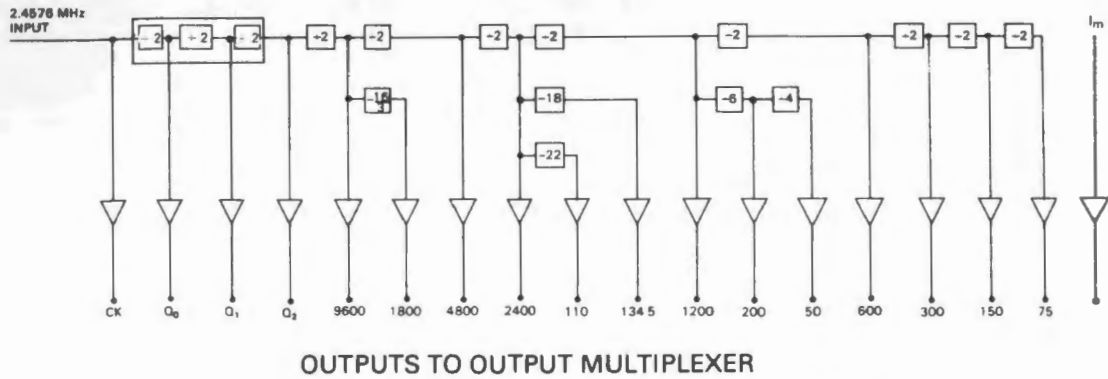 2.4576 MHz
INPUT
÷2 ÷2 ÷2 ÷2 ÷2 ÷2 ÷2 ÷2 ÷2 ÷2 ÷2 Im
÷16/3 ÷18 ÷6 ÷4
÷22
CK Q0 Q1 Q2 9600 1800 4800 2400 110 134.5 1200 200 50 600 300 150 75
OUTPUTS TO OUTPUT MULTIPLEXER